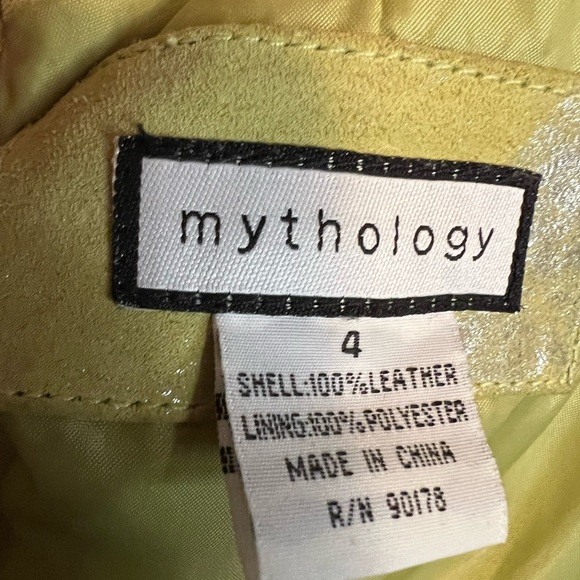 mythology
4
SHELL:100%LEATHER
LINING:100%POLYESTER
MADE IN CHINA
R/N 90178